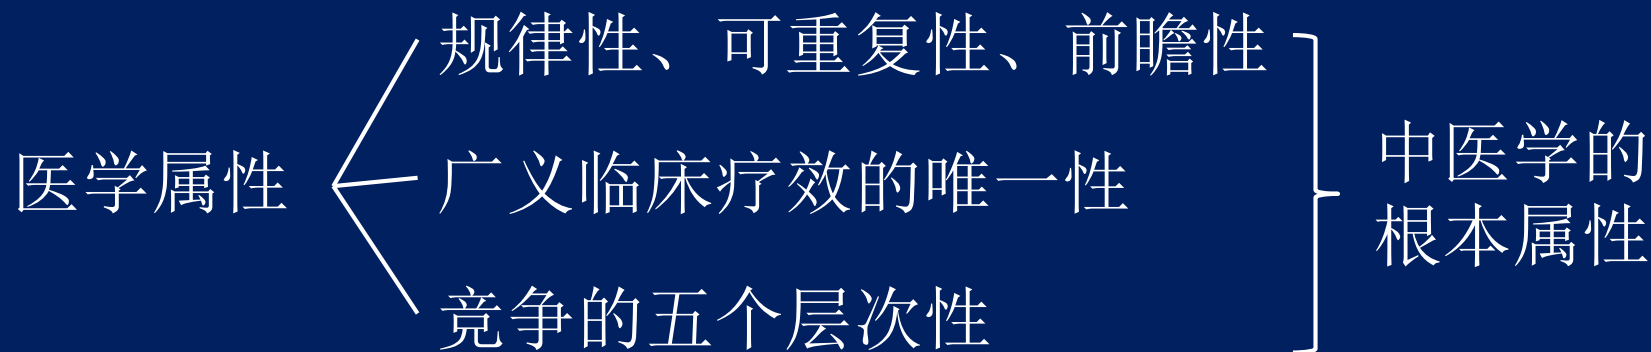 医学属性
规律性、可重复性、前瞻性
广义临床疗效的唯一性
竞争的五个层次性
中医学的
根本属性